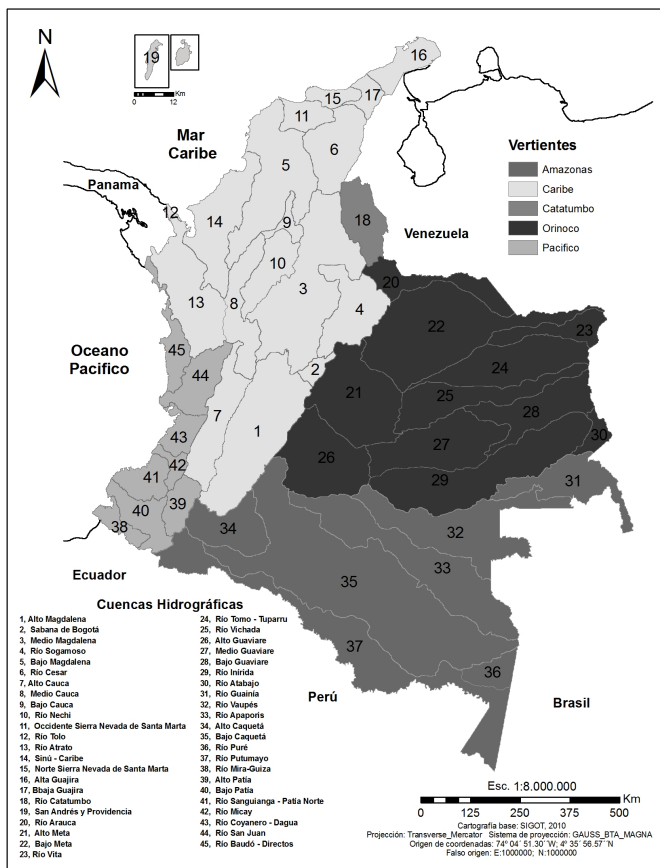 N
19
0 12
Km
16
17
15
11
Mar
Caribe
6
5
Vertientes
Amazonas
Caribe
Catatumbo
Orinoco
Pacifico
Panama
12
14
9
18
Venezuela
10
20
3
13
8
4
22
23
Oceano
Pacifico
45
44
2
24
21
25
7
28
43
1
27
30
42
26
41
29
31
39
40
38
34
32
33
Ecuador
35
37
36
Perú
Brasil
Cuencas Hidrográficas
1, Alto Magdalena
2, Sabana de Bogotá
3, Medio Magdalena
4, Río Sogamoso
5, Bajo Magdalena
6, Río Cesar
7, Alto Cauca
8, Medio Cauca
9, Bajo Cauca
10, Río Nechi
11, Occidente Sierra Nevada de Santa Marta
12, Río Tolo
13, Río Atrato
14, Sinú - Caribe
15, Norte Sierra Nevada de Santa Marta
16, Alta Guajira
17, Bbaja Guajira
18, Río Catatumbo
19, San Andrés y Providencia
20, Río Arauca
21, Alto Meta
22, Bajo Meta
23, Río Vita
24, Río Tomo - Tuparru
25, Río Vichada
26, Alto Guaviare
27, Medio Guaviare
28, Bajo Guaviare
29, Río Inirida
30, Río Atabajo
31, Río Guainía
32, Río Vaupés
33, Río Apaporis
34, Alto Caquetá
35, Bajo Caquetá
36, Río Puré
37, Río Putumayo
38, Río Mira-Guiza
39, Alto Patía
40, Bajo Patía
41, Río Sanguianga - Patía Norte
42, Río Micay
43, Río Coyanero - Dagua
44, Río San Juan
45, Río Baudó - Directos
Esc. 1:8.000.000
Km
0 125 250 500
Cartografía base: SIGOT, 2010
Projección: Transverse_Mercator Sistema de proyección: GAUSS_BTA_MAGNA
Origen de coordenadas: 74º 04´ 51.30´´W; 4º 35´ 56.57´´N
Falso origen: E:1000000; N:1000000